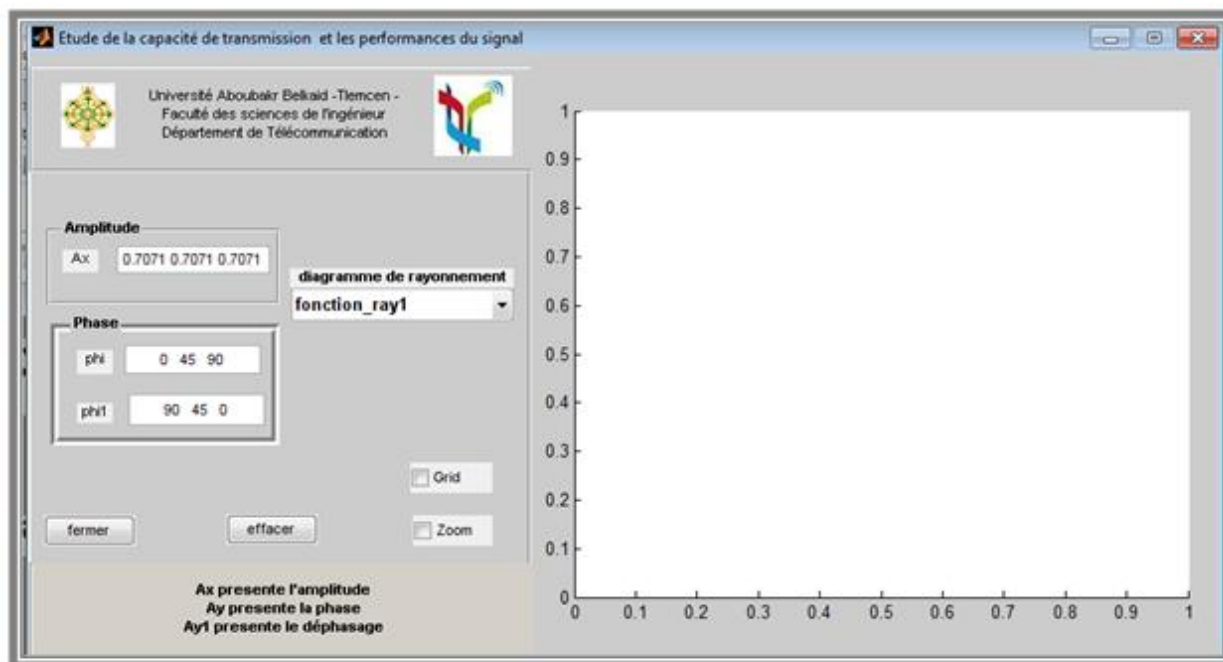 Etude de la capacité de transmission et les performances du signal
Université Aboubakr Belkaid -Tlemcen -
Faculté des sciences de l'ingénieur
Département de Télécommunication
Amplitude
Ax 0.7071 0.7071 0.7071
diagramme de rayonnement
fonction_ray1
Phase
phi 0 45 90
phi1 90 45 0
Grid
fermer effacer Zoom
Ax presente l'amplitude
Ay presente la phase
Ay1 presente le déphasage
1
0.9
0.8
0.7
0.6
0.5
0.4
0.3
0.2
0.1
0
0 0.1 0.2 0.3 0.4 0.5 0.6 0.7 0.8 0.9 1